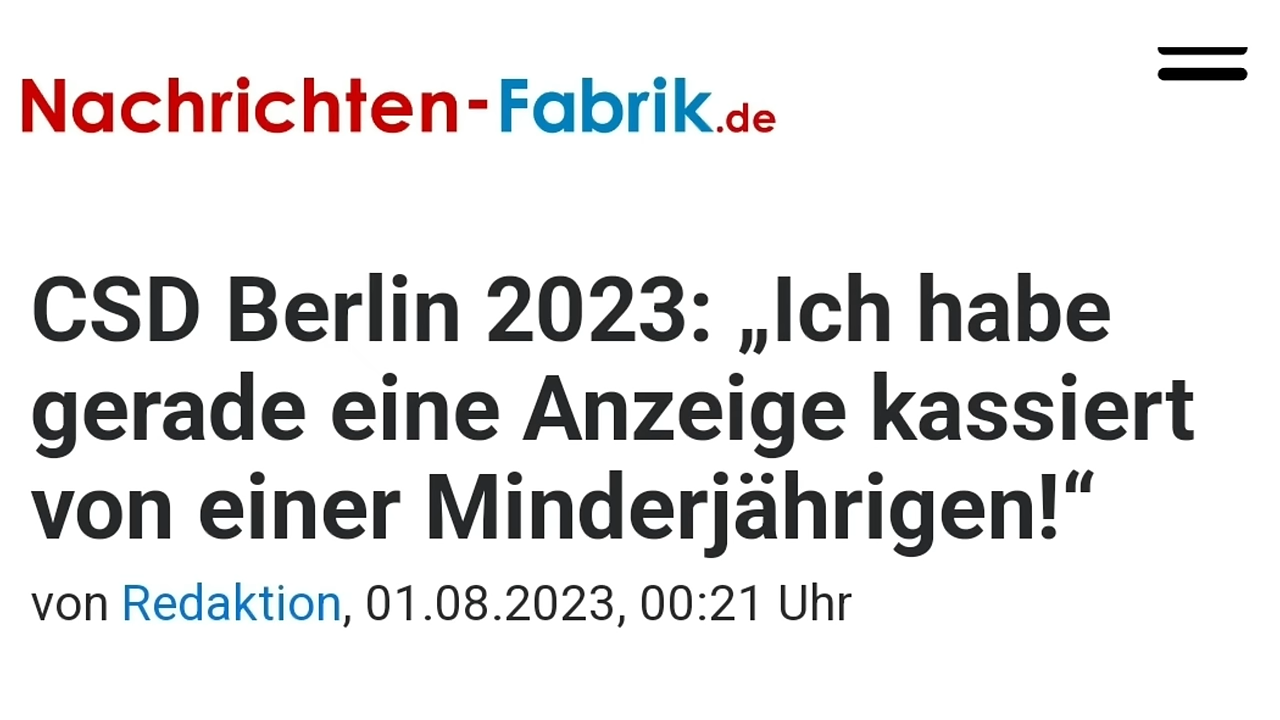 Nachrichten-Fabrik.de
CSD Berlin 2023: „Ich habe
gerade eine Anzeige kassiert
von einer Minderjährigen!“
von Redaktion, 01.08.2023, 00:21 Uhr